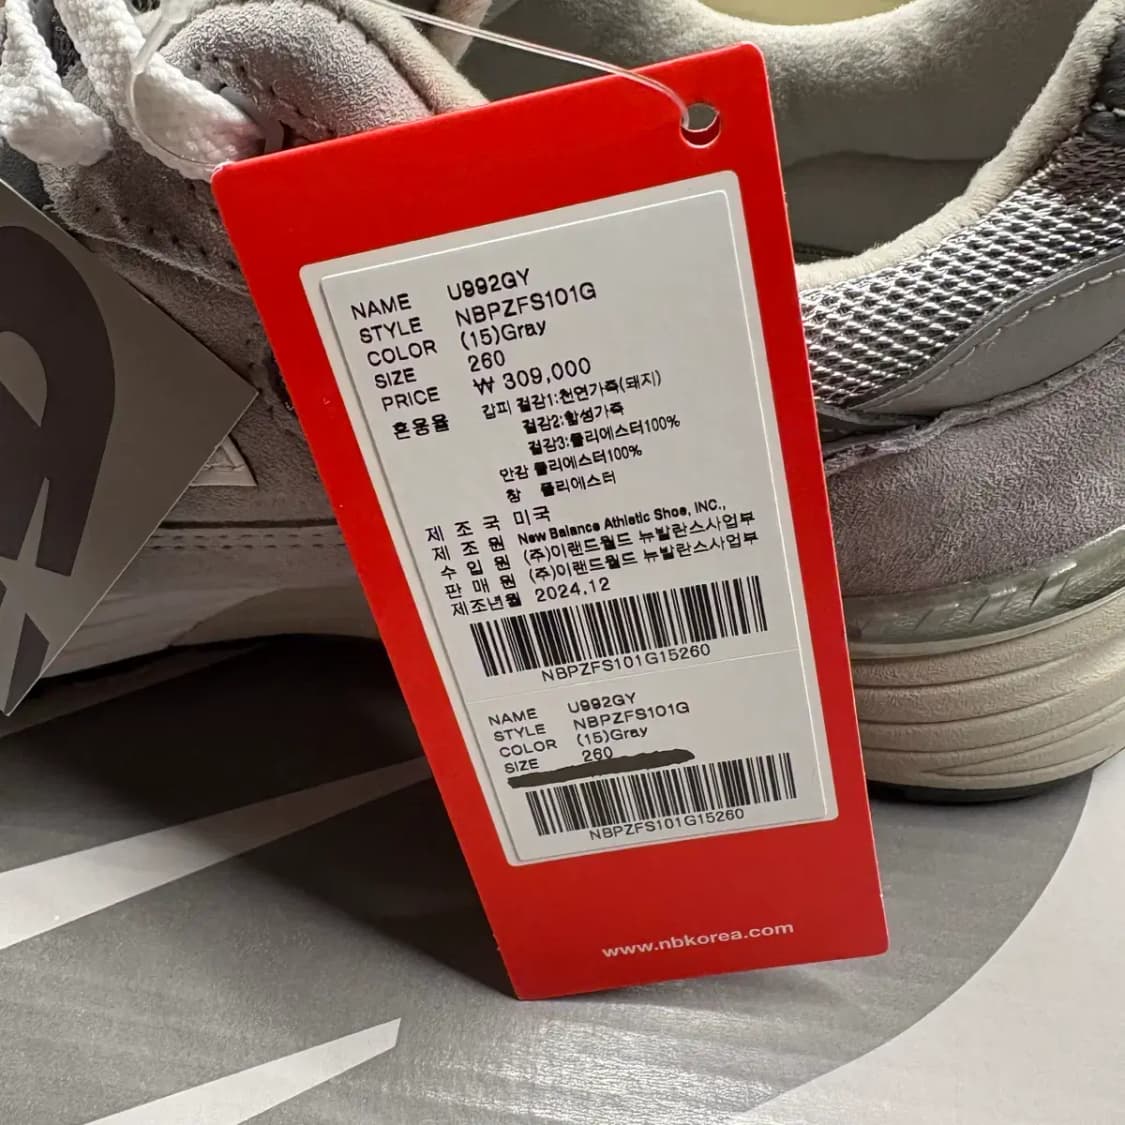 NAME U992GY
STYLE NBPZFS101G
COLOR (15)Gray
SIZE 260
PRICE ₩ 309,000
혼용율 갑피 겉감1:천연가죽(돼지)
겉감2:합성가죽
겉감3:폴리에스터100%
안감 폴리에스터100%
창 폴리에스터
제조국 미국
제조원 New Balance Athletic Shoe, INC.,
수입원 (주)이랜드월드 뉴발란스사업부
판매원 (주)이랜드월드 뉴발란스사업부
제조년월 2024.12
NBPZFS101G15260
NAME U992GY
STYLE NBPZFS101G
COLOR (15)Gray
SIZE 260
NBPZFS101G15260
www.nbkorea.com